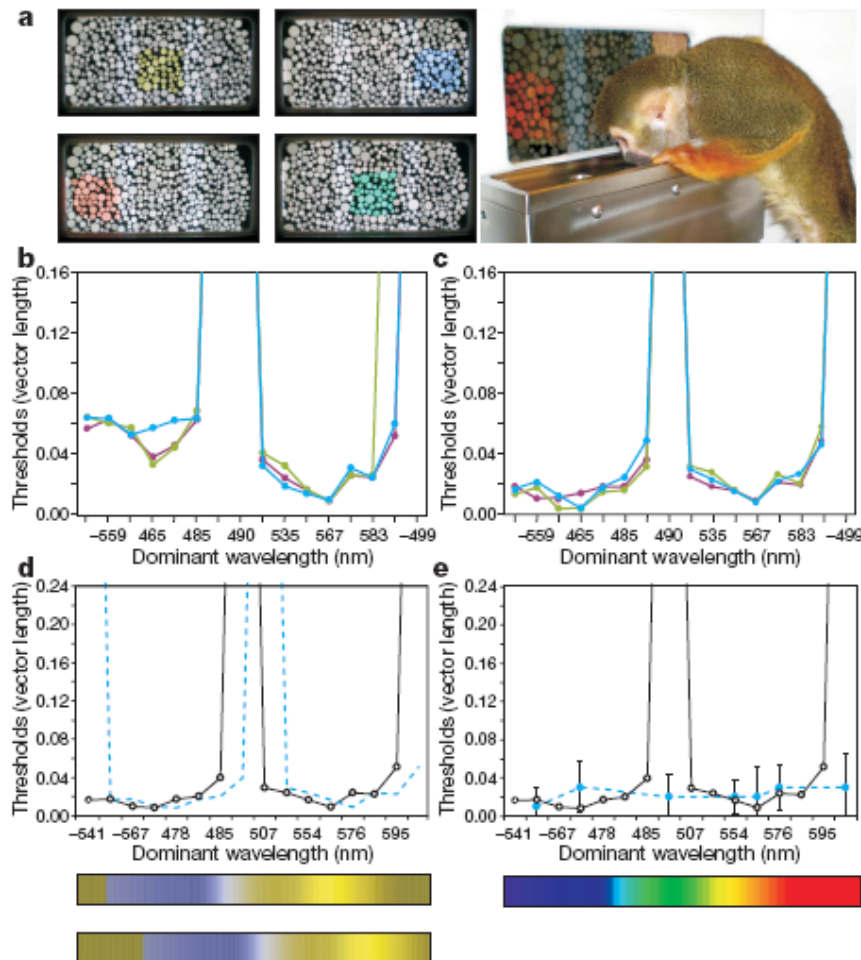 a
b
c
0.16
0.12
0.08
0.04
0.00
Thresholds (vector length)
–559 465 485 490 535 567 583 –499
Dominant wavelength (nm)
0.16
0.12
0.08
0.04
0.00
Thresholds (vector length)
–559 465 485 490 535 567 583 –499
Dominant wavelength (nm)
d
e
0.24
0.20
0.16
0.12
0.08
0.04
0.00
Thresholds (vector length)
–541 –567 478 485 507 554 576 595
Dominant wavelength (nm)
0.24
0.20
0.16
0.12
0.08
0.04
0.00
Thresholds (vector length)
–541 –567 478 485 507 554 576 595
Dominant wavelength (nm)